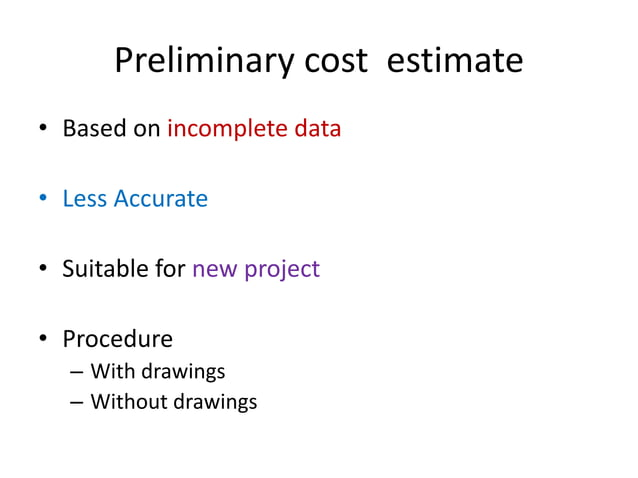 Preliminary cost  estimate
• Based on incomplete data
• Less Accurate
• Suitable for new project
• Procedure
– With drawings
– Without drawings